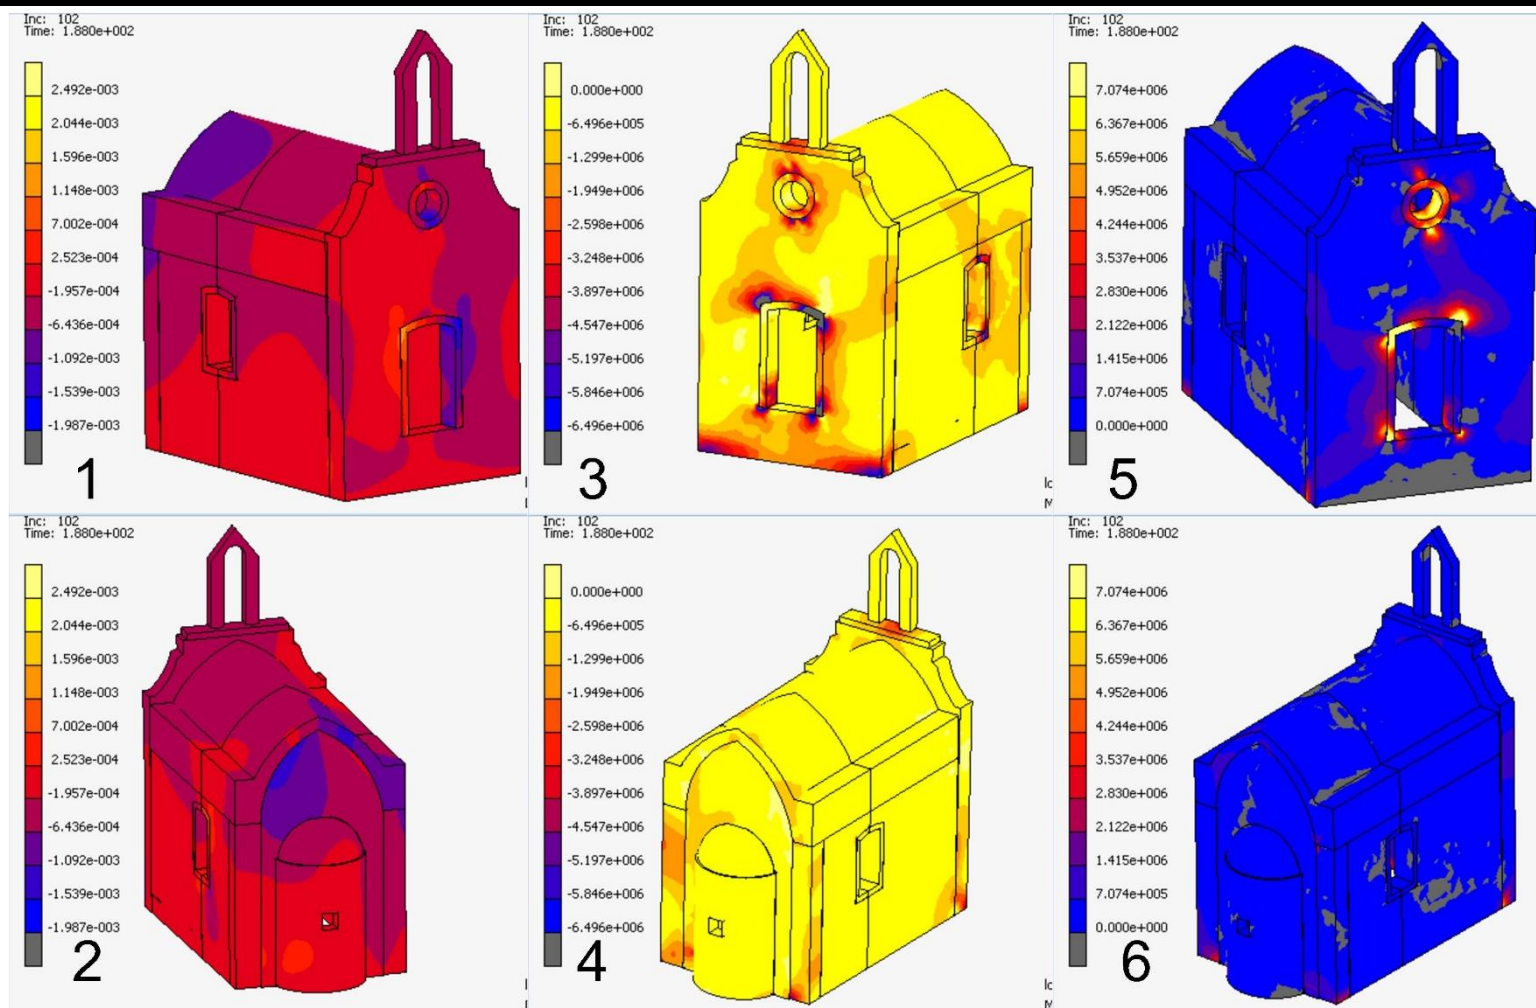 Inc: 102
Time: 1.880e+002
2.492e-003
2.044e-003
1.596e-003
1.148e-003
7.002e-004
2.523e-004
-1.957e-004
-6.436e-004
-1.092e-003
-1.539e-003
-1.987e-003
1
Inc: 102
Time: 1.880e+002
0.000e+000
-6.496e+005
-1.299e+006
-1.949e+006
-2.598e+006
-3.248e+006
-3.897e+006
-4.547e+006
-5.197e+006
-5.846e+006
-6.496e+006
3
Inc: 102
Time: 1.880e+002
7.074e+006
6.367e+006
5.659e+006
4.952e+006
4.244e+006
3.537e+006
2.830e+006
2.122e+006
1.415e+006
7.074e+005
0.000e+000
5
Inc: 102
Time: 1.880e+002
2.492e-003
2.044e-003
1.596e-003
1.148e-003
7.002e-004
2.523e-004
-1.957e-004
-6.436e-004
-1.092e-003
-1.539e-003
-1.987e-003
2
Inc: 102
Time: 1.880e+002
0.000e+000
-6.496e+005
-1.299e+006
-1.949e+006
-2.598e+006
-3.248e+006
-3.897e+006
-4.547e+006
-5.197e+006
-5.846e+006
-6.496e+006
4
Inc: 102
Time: 1.880e+002
7.074e+006
6.367e+006
5.659e+006
4.952e+006
4.244e+006
3.537e+006
2.830e+006
2.122e+006
1.415e+006
7.074e+005
0.000e+000
6